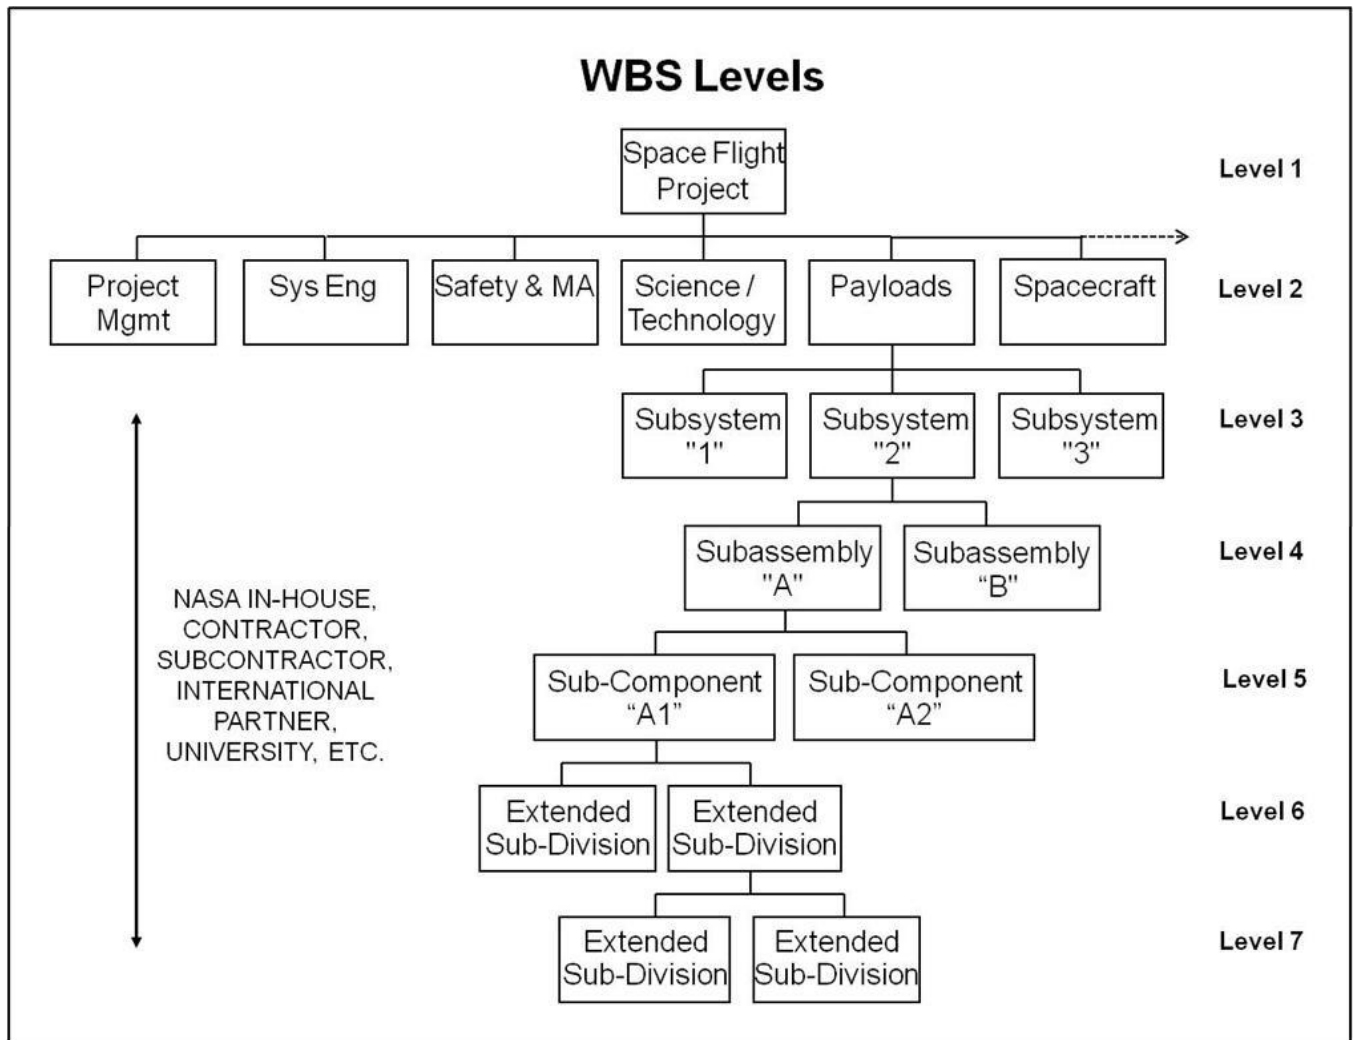 WBS Levels
Space Flight
Project
Level 1
Project
Mgmt
Sys Eng
Safety & MA
Science /
Technology
Payloads
Spacecraft
Level 2
Subsystem
"1"
Subsystem
"2"
Subsystem
"3"
Level 3
Subassembly
"A"
Subassembly
“B"
Level 4
NASA IN-HOUSE,
CONTRACTOR,
SUBCONTRACTOR,
INTERNATIONAL
PARTNER,
UNIVERSITY, ETC.
Sub-Component
“A1”
Sub-Component
“A2”
Level 5
Extended
Sub-Division
Extended
Sub-Division
Level 6
Extended
Sub-Division
Extended
Sub-Division
Level 7